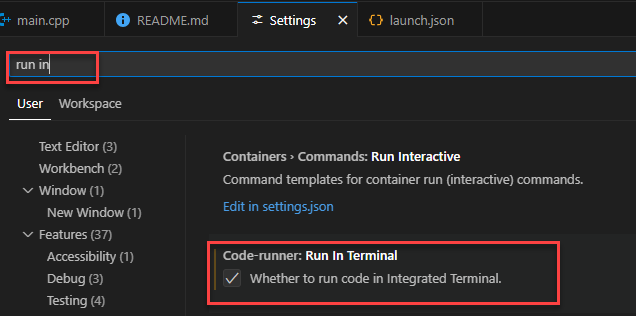 main.cpp README.md Settings launch.json
run in
User Workspace
Text Editor (3)
Workbench (2)
Window (1)
New Window (1)
Features (37)
Accessibility (1)
Debug (3)
Testing (4)
Containers › Commands: Run Interactive
Command templates for container run (interactive) commands.
Edit in settings.json
Code-runner: Run In Terminal
Whether to run code in Integrated Terminal.